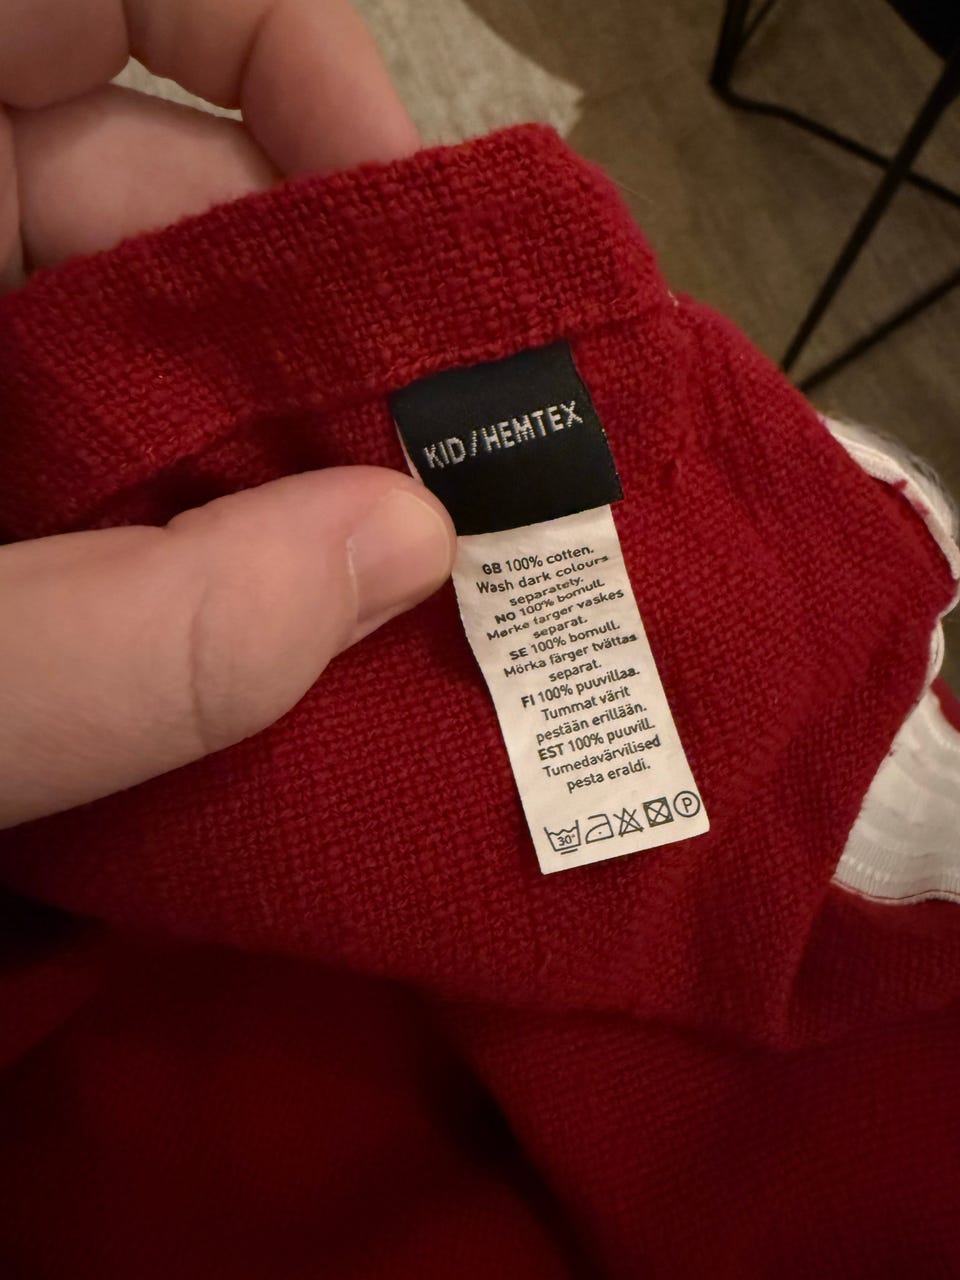 KID/HEMTEX
GB 100% cotten.
Wash dark colours
separately.
NO 100% bomull.
Mørke farger vaskes
separat.
SE 100% bomull.
Mörka färger tvättas
separat.
FI 100% puuvillaa.
Tummat värit
pestään erillään.
EST 100% puuvill.
Tumedavärvilised
pesta eraldi.
30° P